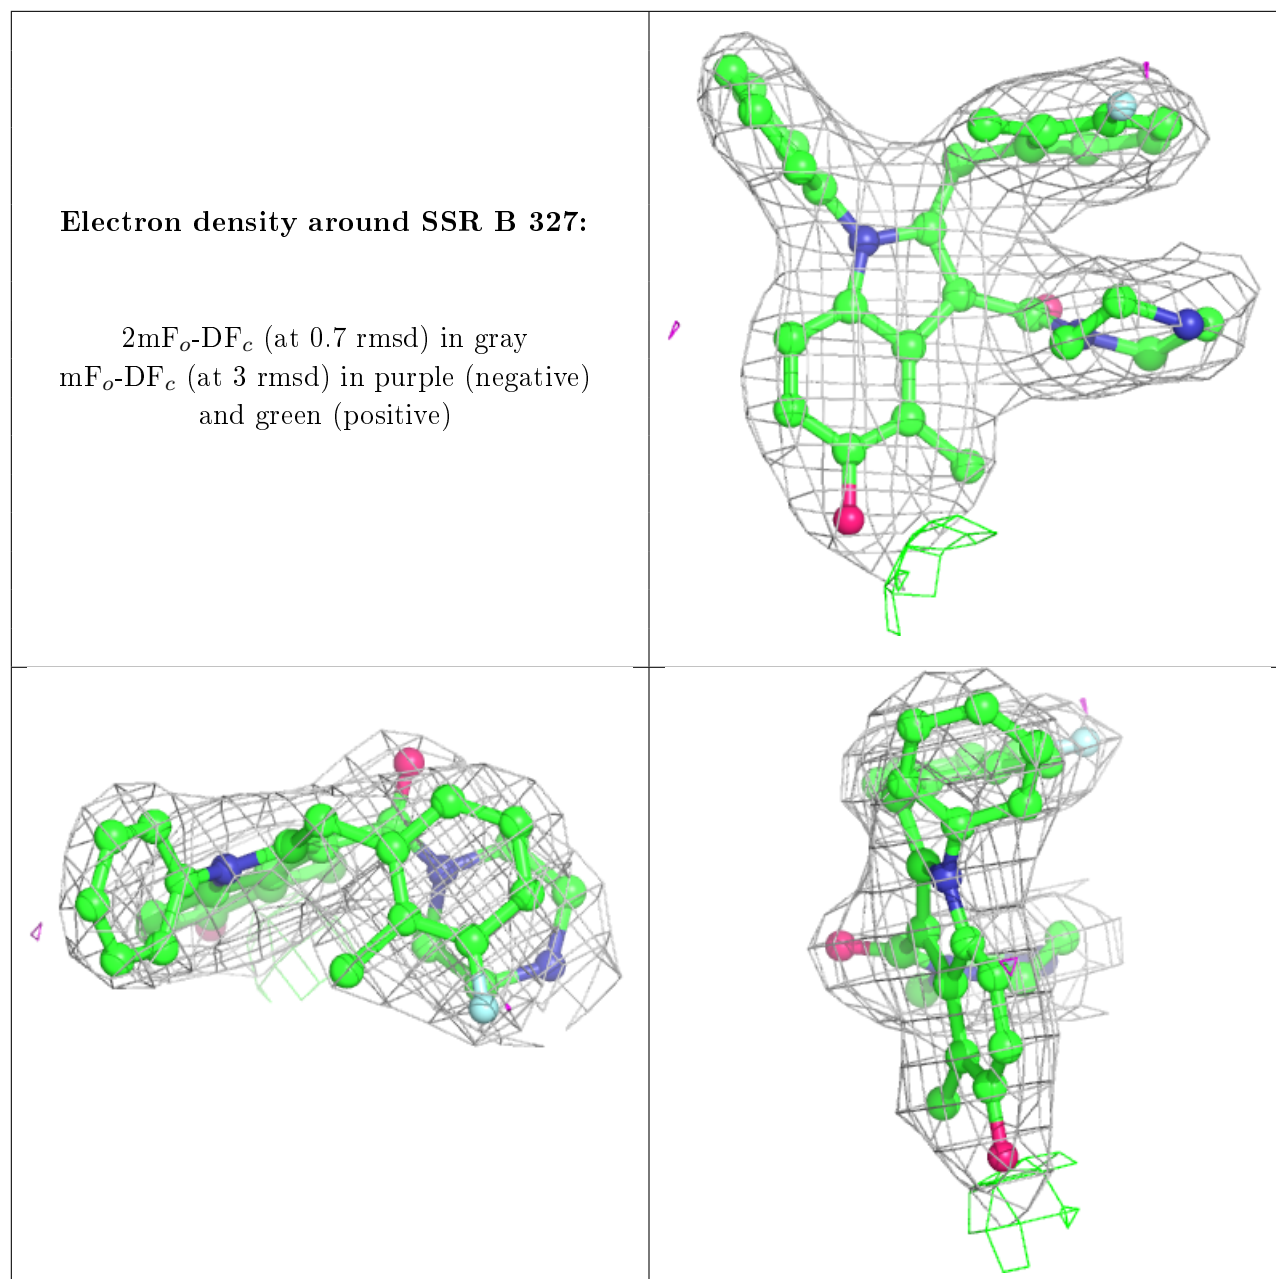 Electron density around SSR B 327:
2mFo-DFc (at 0.7 rmsd) in gray
mFo-DFc (at 3 rmsd) in purple (negative)
and green (positive)